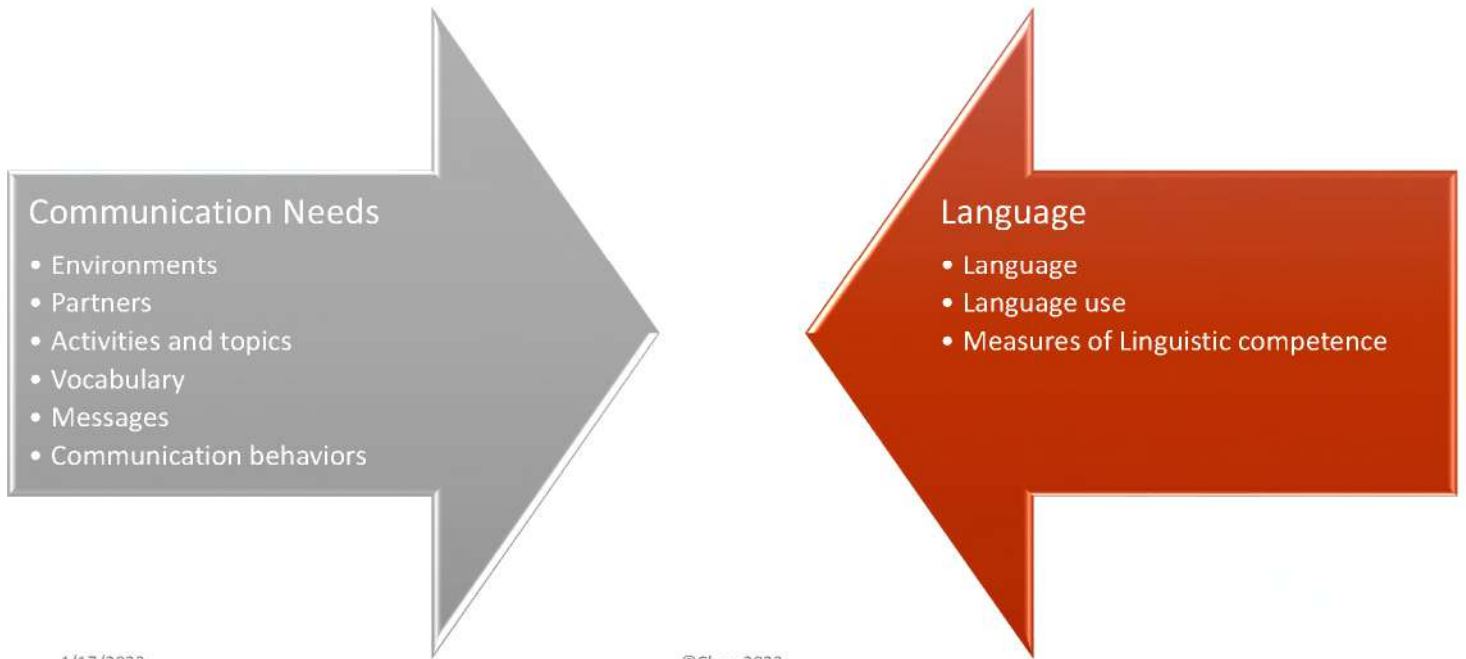 Communication Needs
• Environments
• Partners
• Activities and topics
• Vocabulary
• Messages
• Communication behaviors
Language
• Language
• Language use
• Measures of Linguistic competence